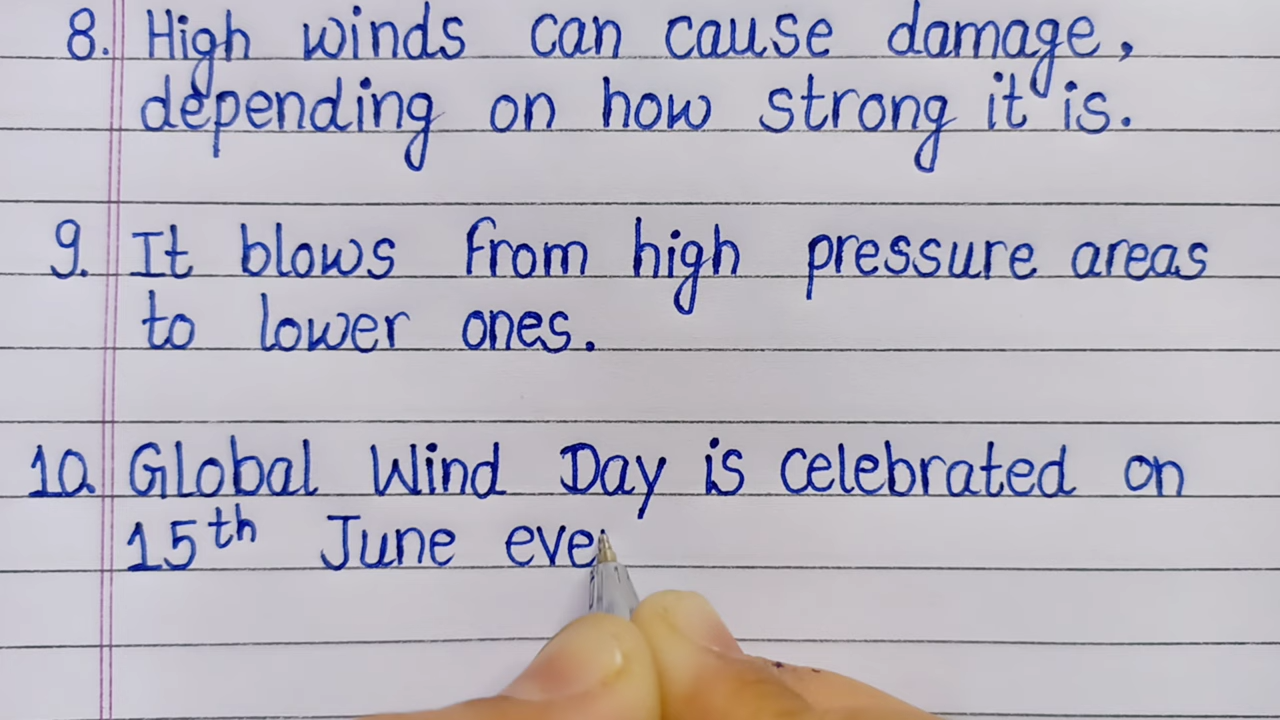 8. High winds can cause damage,
depending on how strong it is.
9. It blows from high pressure areas
to lower ones.
10. Global Wind Day is celebrated on
15th June eve